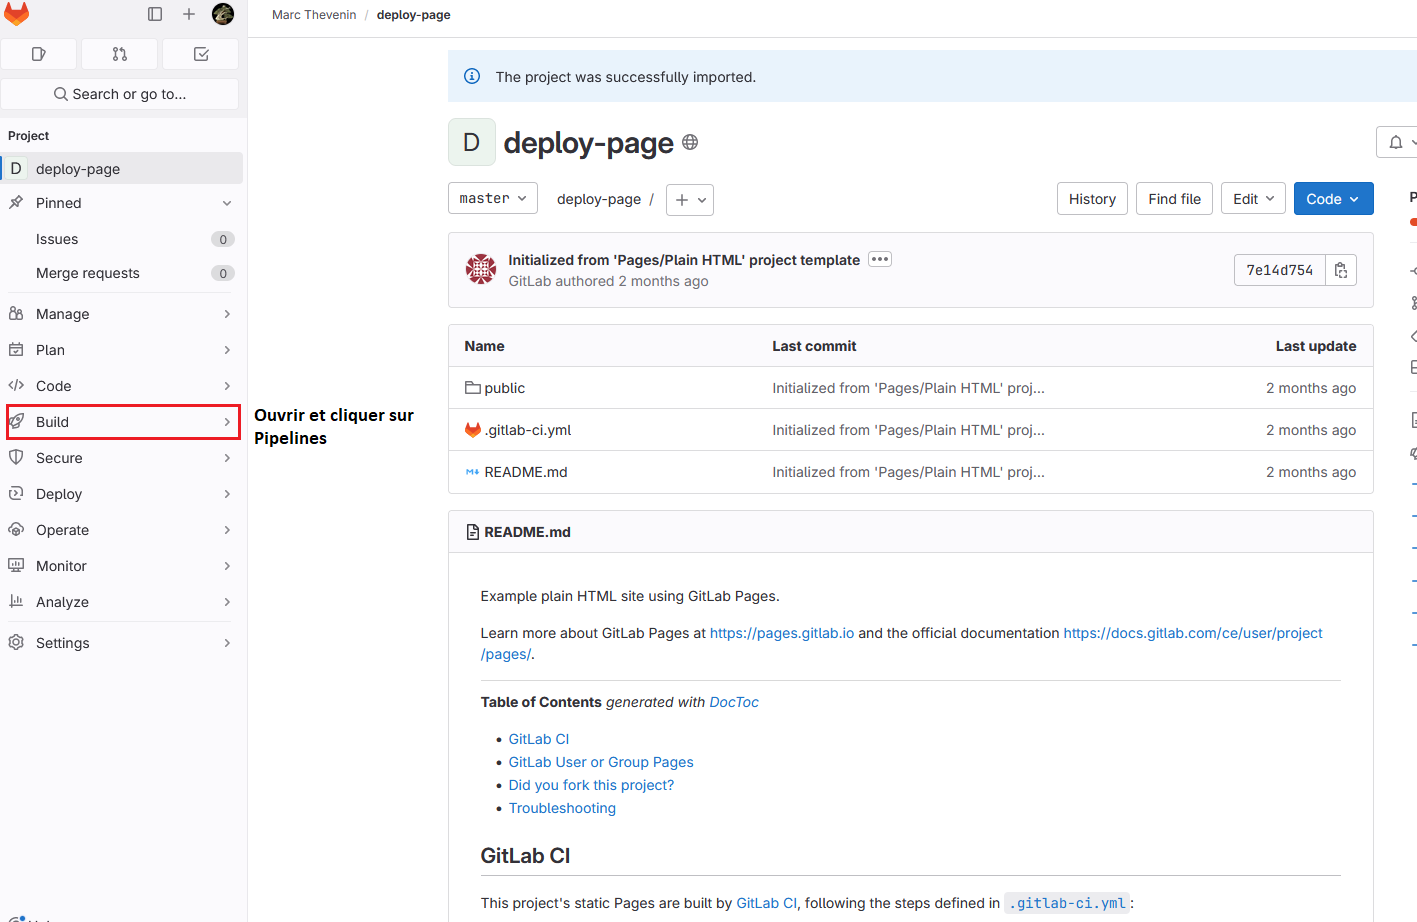 Marc Thevenin / deploy-page
Search or go to...
Project
D deploy-page
Pinned
Issues 0
Merge requests 0
Manage
Plan
Code
Build
Secure
Deploy
Operate
Monitor
Analyze
Settings
Ouvrir et cliquer sur
Pipelines
The project was successfully imported.
D deploy-page
master deploy-page / + History Find file Edit Code
Initialized from 'Pages/Plain HTML' project template
GitLab authored 2 months ago
7e14d754
Name Last commit Last update
public Initialized from 'Pages/Plain HTML' proj... 2 months ago
.gitlab-ci.yml Initialized from 'Pages/Plain HTML' proj... 2 months ago
README.md Initialized from 'Pages/Plain HTML' proj... 2 months ago
README.md
Example plain HTML site using GitLab Pages.
Learn more about GitLab Pages at https://pages.gitlab.io and the official documentation https://docs.gitlab.com/ce/user/project
/pages/.
Table of Contents generated with DocToc
• GitLab CI
• GitLab User or Group Pages
• Did you fork this project?
• Troubleshooting
GitLab CI
This project's static Pages are built by GitLab CI, following the steps defined in .gitlab-ci.yml :